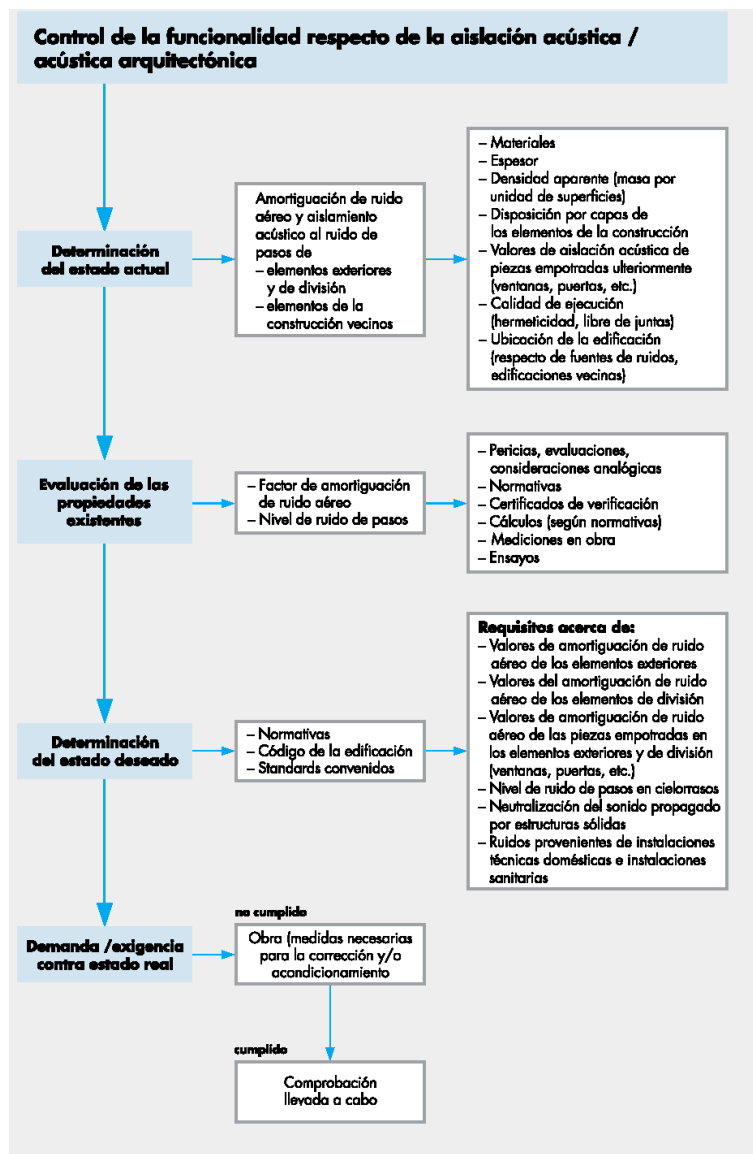 Control de la funcionalidad respecto de la aislación acústica /
acústica arquitectónica
Determinación
del estado actual
Amortiguación de ruido
aéreo y aislamiento
acústico al ruido de
pasos de
– elementos exteriores
y de división
– elementos de la
construcción vecinos
– Materiales
– Espesor
– Densidad aparente (masa por
unidad de superficies)
– Disposición por capas de
los elementos de la construcción
– Valores de aislación acústica de
piezas empotradas ulteriormente
(ventanas, puertas, etc.)
– Calidad de ejecución
(hermeticidad, libre de juntas)
– Ubicación de la edificación
(respecto de fuentes de ruidos,
edificaciones vecinas)
Evaluación de las
propiedades
existentes
– Factor de amortiguación
de ruido aéreo
– Nivel de ruido de pasos
– Pericias, evaluaciones,
consideraciones analógicas
– Normativas
– Certificados de verificación
– Cálculos (según normativas)
– Mediciones en obra
– Ensayos
Determinación
del estado deseado
– Normativas
– Código de la edificación
– Standards convenidos
Requisitos acerca de:
– Valores de amortiguación de ruido
aéreo de los elementos exteriores
– Valores del amortiguación de ruido
aéreo de los elementos de división
– Valores de amortiguación de ruido
aéreo de las piezas empotradas en
los elementos exteriores y de división
(ventanas, puertas, etc.)
– Nivel de ruido de pasos en cielorrasos
– Neutralización del sonido propagado
por estructuras sólidas
– Ruidos provenientes de instalaciones
técnicas domésticas e instalaciones
sanitarias
Demanda /exigencia
contra estado real
no cumplido
Obra (medidas necesarias
para la corrección y/o
acondicionamiento
cumplido
Comprobación
llevada a cabo